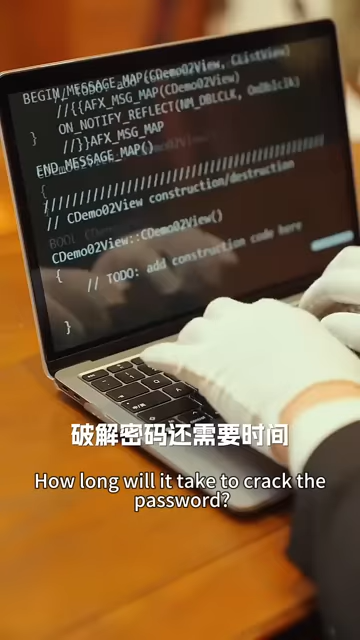 BEGIN_MESSAGE_MAP(CDemo02View, CListView)
//{{AFX_MSG_MAP(CDemo02View)
ON_NOTIFY_REFLECT(NM_DBLCLK, OnDblclk)
//}}AFX_MSG_MAP
END_MESSAGE_MAP()
// CDemo02View construction/destruction
CDemo02View::CDemo02View()
{
// TODO: add construction code here
}
破解密码还需要时间
How long will it take to crack the
password?